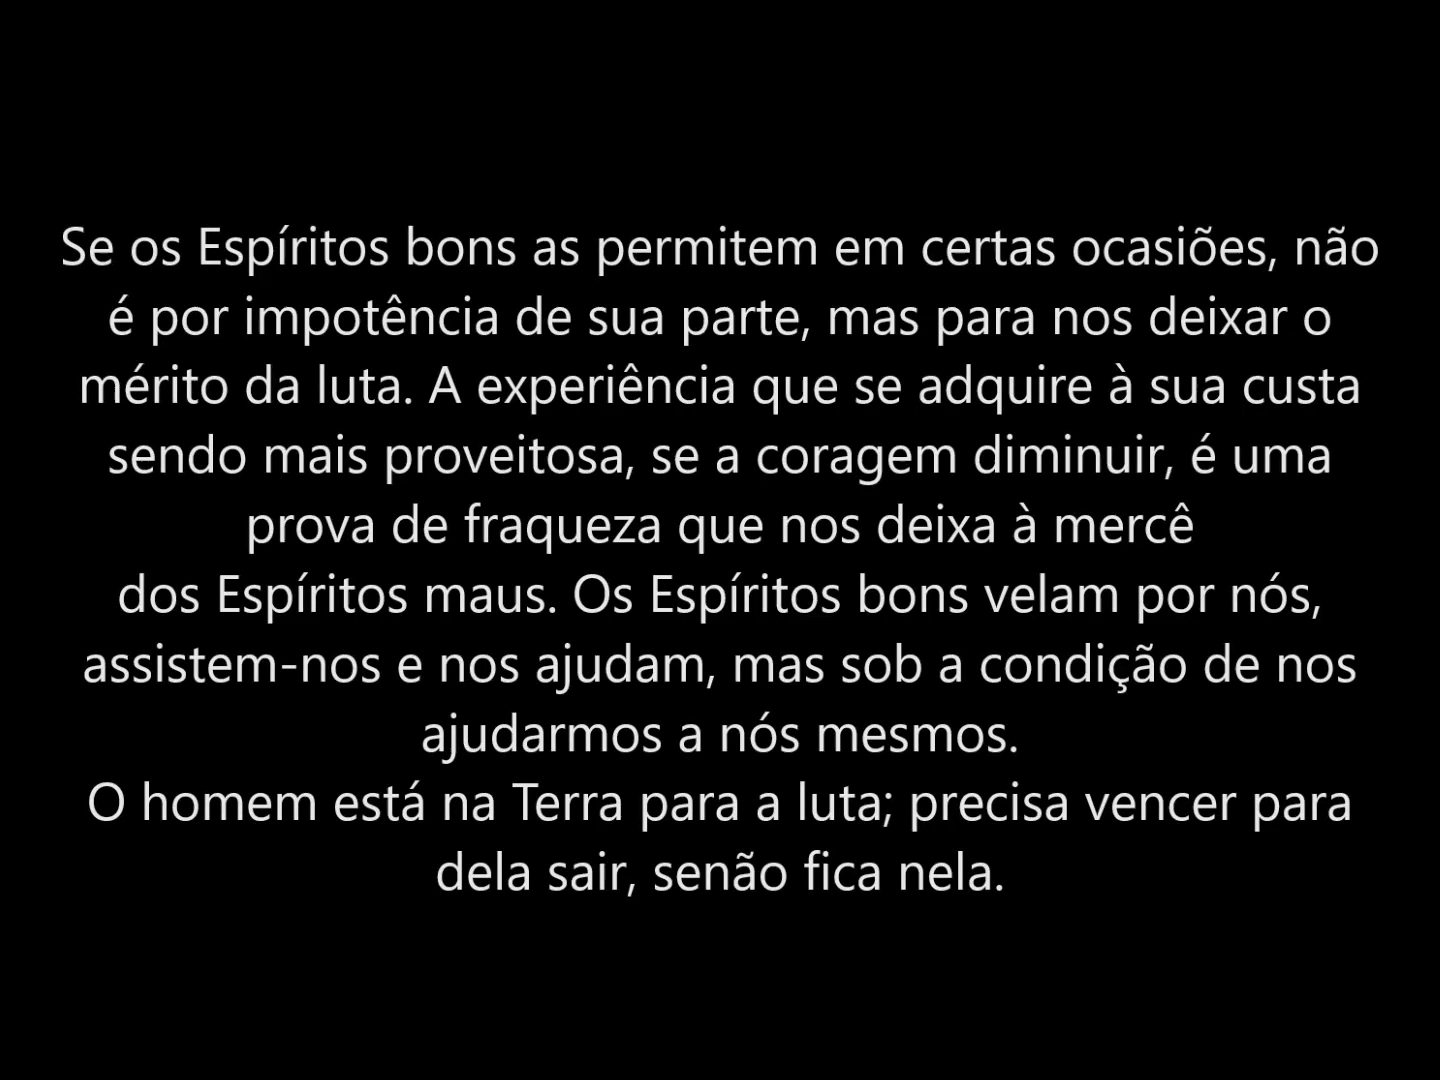 Se os Espíritos bons as permitem em certas ocasiões, não
é por impotência de sua parte, mas para nos deixar o
mérito da luta. A experiência que se adquire à sua custa
sendo mais proveitosa, se a coragem diminuir, é uma
prova de fraqueza que nos deixa à mercê
dos Espíritos maus. Os Espíritos bons velam por nós,
assistem-nos e nos ajudam, mas sob a condição de nos
ajudarmos a nós mesmos.
O homem está na Terra para a luta; precisa vencer para
dela sair, senão fica nela.